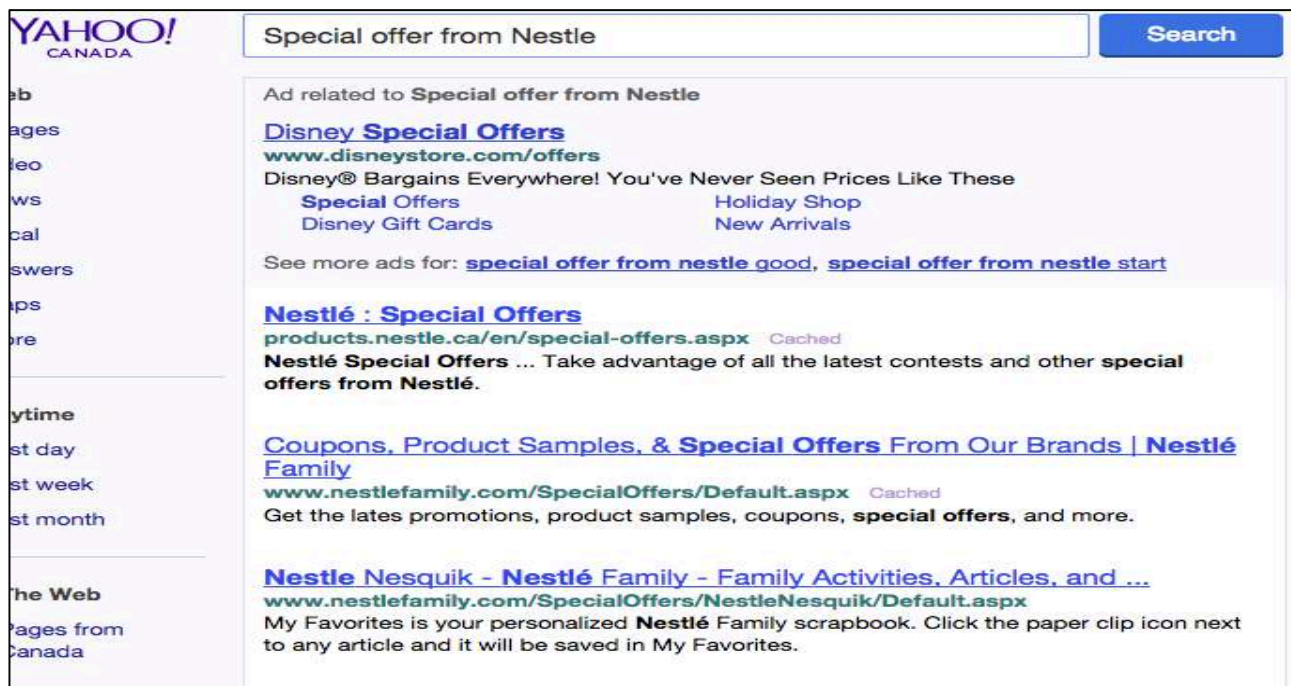 YAHOO!
CANADA
Special offer from Nestle
Search
eb
ages
deo
ws
cal
swers
aps
ore
ytime
st day
st week
st month
he Web
Pages from
Canada
Ad related to Special offer from Nestle
Disney Special Offers
www.disneystore.com/offers
Disney® Bargains Everywhere! You've Never Seen Prices Like These
Special Offers Holiday Shop
Disney Gift Cards New Arrivals
See more ads for: special offer from nestle good, special offer from nestle start
Nestlé : Special Offers
products.nestle.ca/en/special-offers.aspx Cached
Nestlé Special Offers ... Take advantage of all the latest contests and other special
offers from Nestlé.
Coupons, Product Samples, & Special Offers From Our Brands | Nestlé
Family
www.nestlefamily.com/SpecialOffers/Default.aspx Cached
Get the lates promotions, product samples, coupons, special offers, and more.
Nestle Nesquik - Nestlé Family - Family Activities, Articles, and ...
www.nestlefamily.com/SpecialOffers/NestleNesquik/Default.aspx
My Favorites is your personalized Nestlé Family scrapbook. Click the paper clip icon next
to any article and it will be saved in My Favorites.